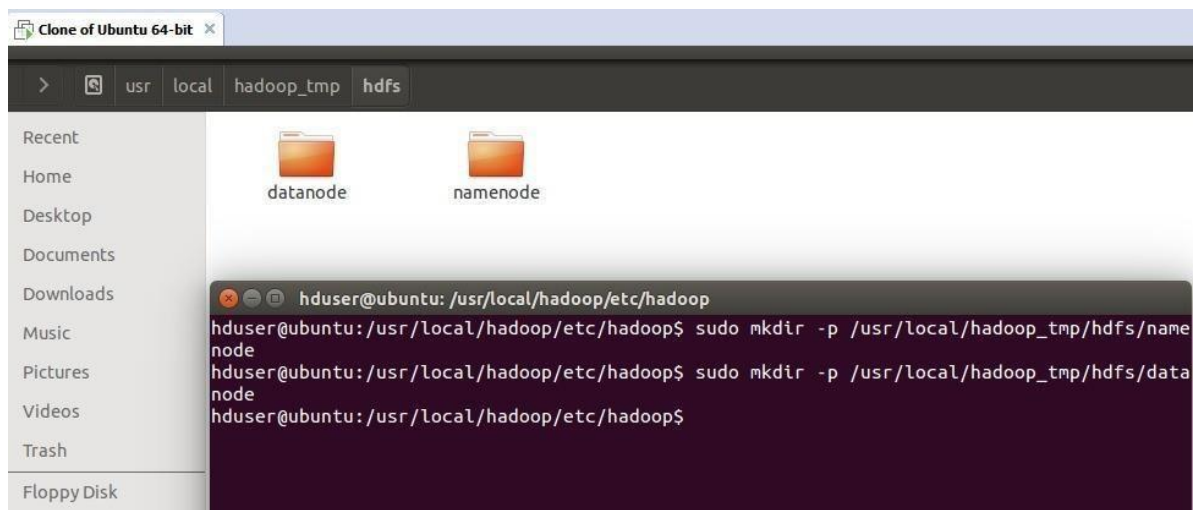 Clone of Ubuntu 64-bit ×
> usr local hadoop_tmp hdfs
Recent
Home
Desktop
Documents
Downloads
Music
Pictures
Videos
Trash
Floppy Disk
datanode namenode
hduser@ubuntu: /usr/local/hadoop/etc/hadoop
hduser@ubuntu:/usr/local/hadoop/etc/hadoop$ sudo mkdir -p /usr/local/hadoop_tmp/hdfs/name
node
hduser@ubuntu:/usr/local/hadoop/etc/hadoop$ sudo mkdir -p /usr/local/hadoop_tmp/hdfs/data
node
hduser@ubuntu:/usr/local/hadoop/etc/hadoop$